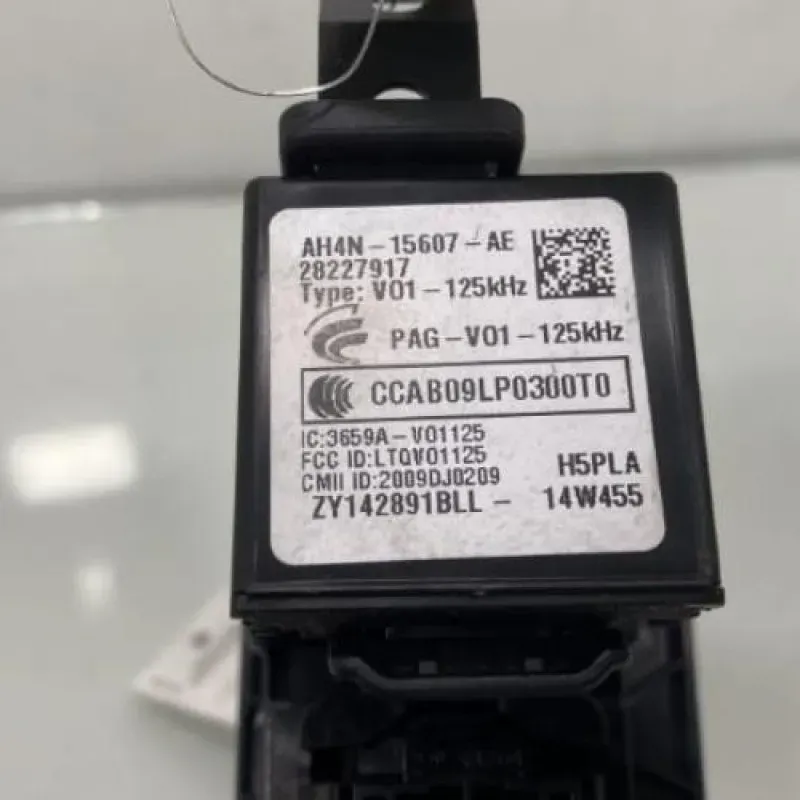 AH4N-15607-AE
28227917
Type: V01-125kHz
PAG-V01-125kHz
CCAB09LP0300T0
IC:3659A-V01125
FCC ID:LTQV01125
CMII ID:2009DJ0209
H5PLA
ZY142891BLL - 14W455